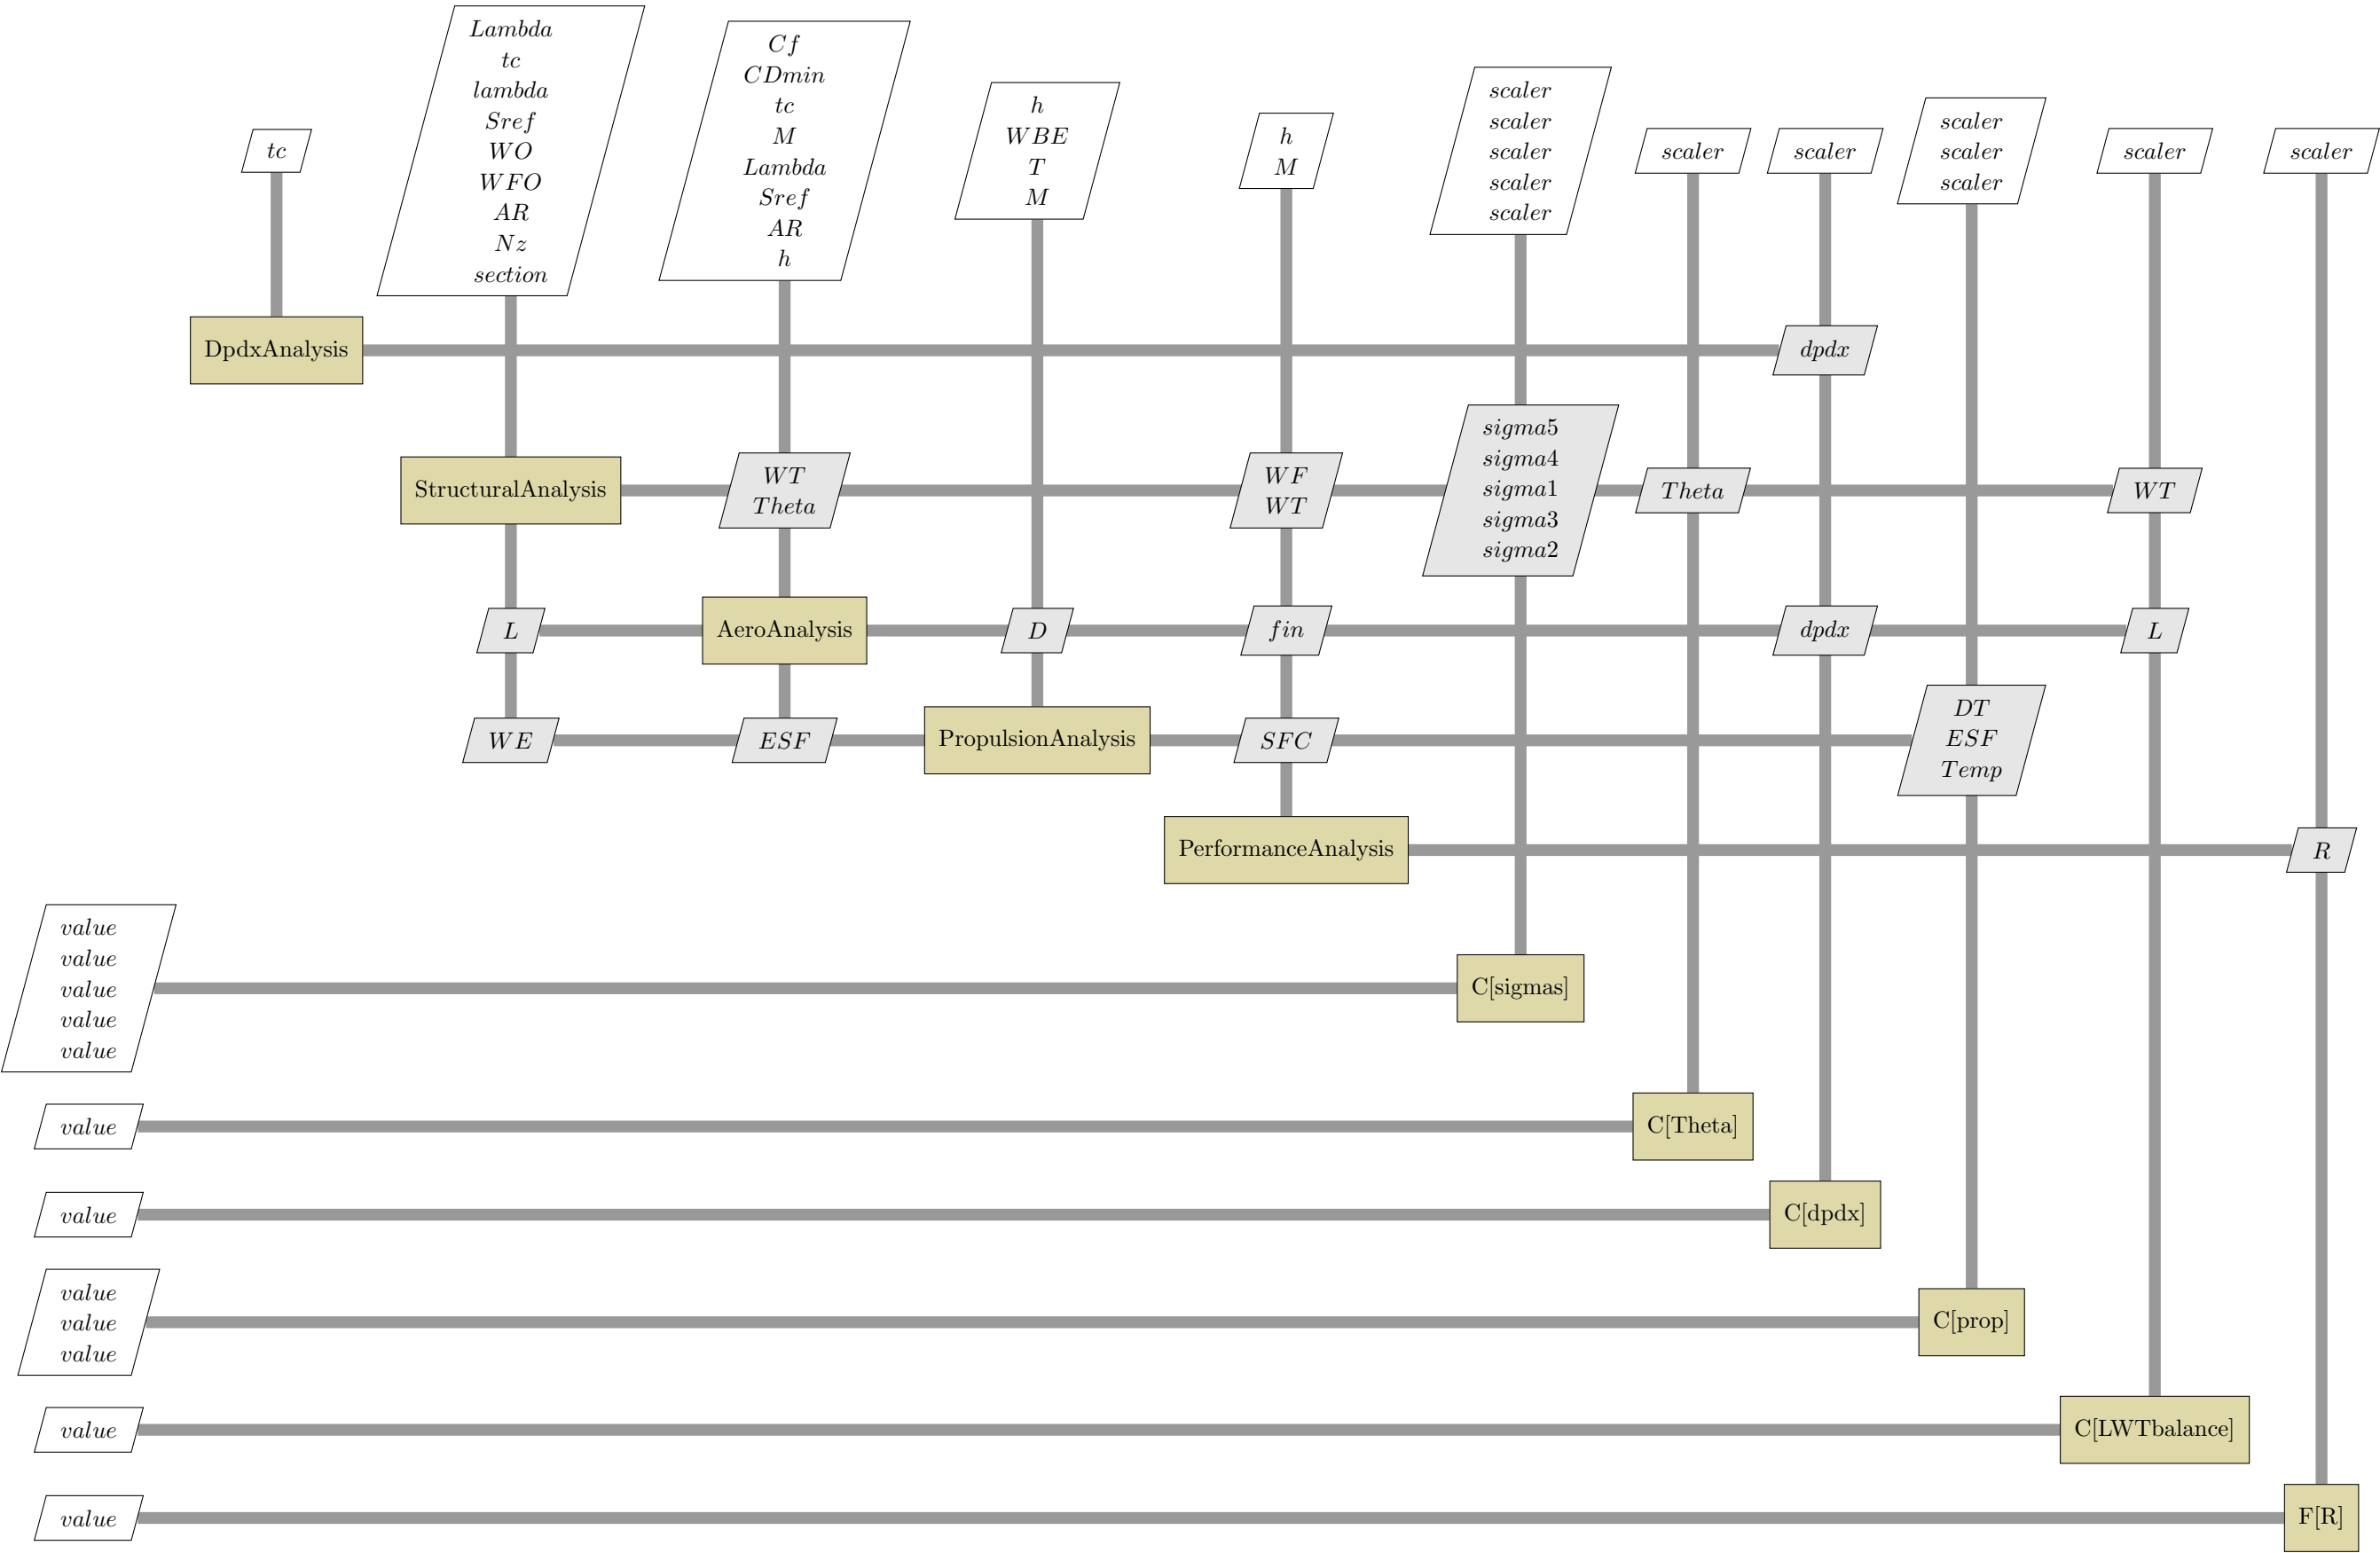 Lambda
tc
lambda
Sref
WO
WFO
AR
Nz
section
Cf
CDmin
tc
M
Lambda
Sref
AR
h
h
WBE
T
M
h
M
scaler
scaler
scaler
scaler
scaler
scaler
scaler
scaler
scaler
scaler
scaler
scaler
tc
DpdxAnalysis
dpdx
StructuralAnalysis
WT
Theta
WF
WT
sigma5
sigma4
sigma1
sigma3
sigma2
Theta
WT
L
AeroAnalysis
D
fin
dpdx
L
WE
ESF
PropulsionAnalysis
SFC
DT
ESF
Temp
PerformanceAnalysis
R
value
value
value
value
value
C[sigmas]
value
C[Theta]
value
C[dpdx]
value
value
value
C[prop]
value
C[LWTbalance]
value
F[R]